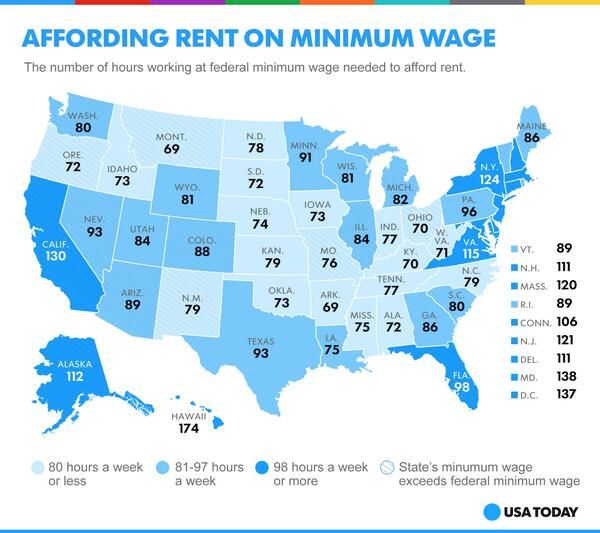 AFFORDING RENT ON MINIMUM WAGE
The number of hours working at federal minimum wage needed to afford rent.
WASH.
80
ORE.
72
CALIF.
130
NEV.
93
IDAHO
73
MONT.
69
WYO.
81
UTAH
84
COLO.
88
ARIZ.
89
N.M.
79
N.D.
78
S.D.
72
NEB.
74
KAN.
79
OKLA.
73
TEXAS
93
MINN.
91
IOWA
73
MO.
76
ARK.
69
LA.
75
WIS.
81
ILL.
84
MICH.
82
IND.
77
OHIO
70
KY.
70
TENN.
77
MISS.
75
ALA.
72
GA.
86
FLA.
98
S.C.
80
N.C.
79
VA.
115
W.
VA.
71
PA.
96
N.Y.
124
MAINE
86
ALASKA
112
HAWAII
174
VT. 89
N.H. 111
MASS. 120
R.I. 89
CONN. 106
N.J. 121
DEL. 111
MD. 138
D.C. 137
80 hours a week
or less
81-97 hours
a week
98 hours a week
or more
State's minumum wage
exceeds federal minimum wage
USA TODAY